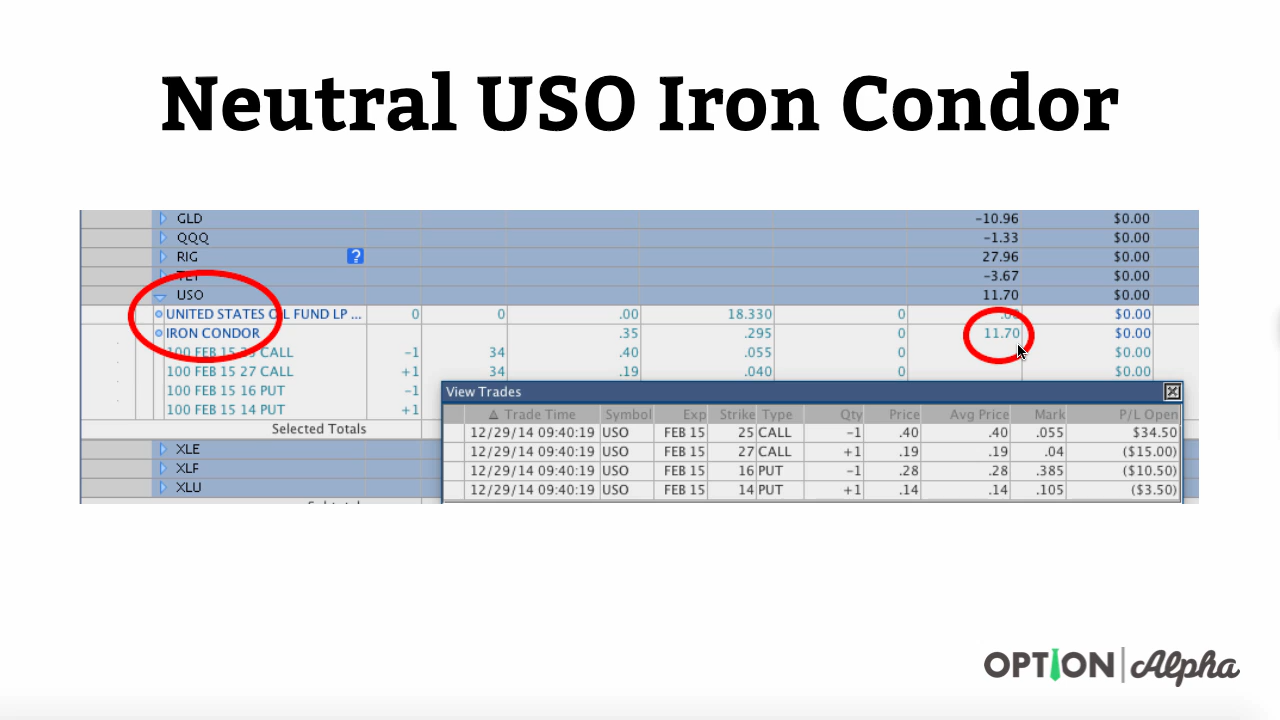 Neutral USO Iron Condor
GLD -10.96 $0.00
QQQ -1.33 $0.00
RIG ? 27.96 $0.00
-3.67 $0.00
USO 11.70 $0.00
UNITED STATES OIL FUND LP ... 0 0 .00 18.330 0 $0.00
IRON CONDOR .35 .295 0 11.70 $0.00
100 FEB 15 25 CALL -1 34 .40 .055 0 $0.00
100 FEB 15 27 CALL +1 34 .19 .040 0 $0.00
100 FEB 15 16 PUT -1
100 FEB 15 14 PUT +1
Selected Totals
XLE
XLF
XLU
View Trades
Trade Time Symbol Exp Strike Type Qty Price Avg Price Mark P/L Open
12/29/14 09:40:19 USO FEB 15 25 CALL -1 .40 .40 .055 $34.50
12/29/14 09:40:19 USO FEB 15 27 CALL +1 .19 .19 .04 ($15.00)
12/29/14 09:40:19 USO FEB 15 16 PUT -1 .28 .28 .385 ($10.50)
12/29/14 09:40:19 USO FEB 15 14 PUT +1 .14 .14 .105 ($3.50)
OPTION Alpha